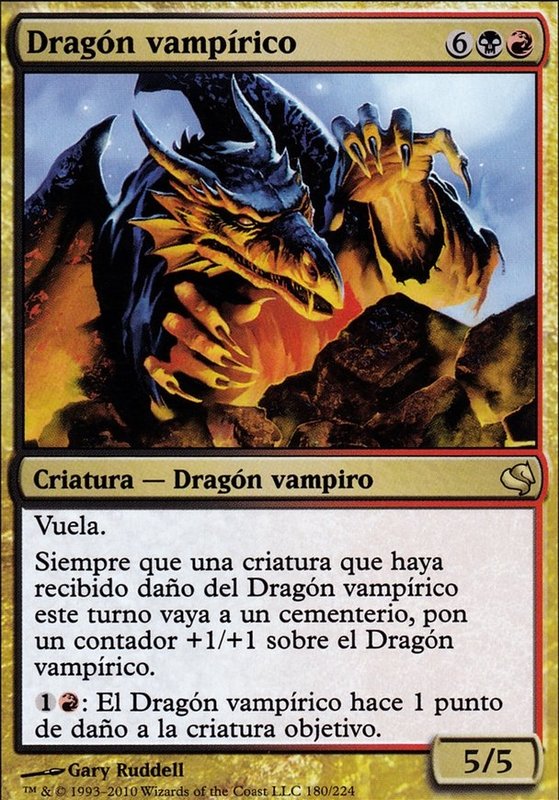 Dragón vampírico 6
Criatura — Dragón vampiro
Vuela.
Siempre que una criatura que haya
recibido daño del Dragón vampírico
este turno vaya a un cementerio, pon
un contador +1/+1 sobre el Dragón
vampírico.
1: El Dragón vampírico hace 1 punto
de daño a la criatura objetivo.
5/5
Gary Ruddell
™ & © 1993–2010 Wizards of the Coast LLC 180/224